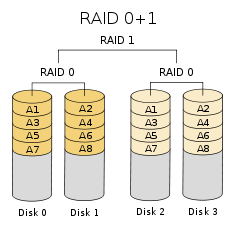 RAID 0+1
RAID 1
RAID 0 RAID 0
A1 A2 A1 A2
A3 A4 A3 A4
A5 A6 A5 A6
A7 A8 A7 A8
Disk 0 Disk 1 Disk 2 Disk 3